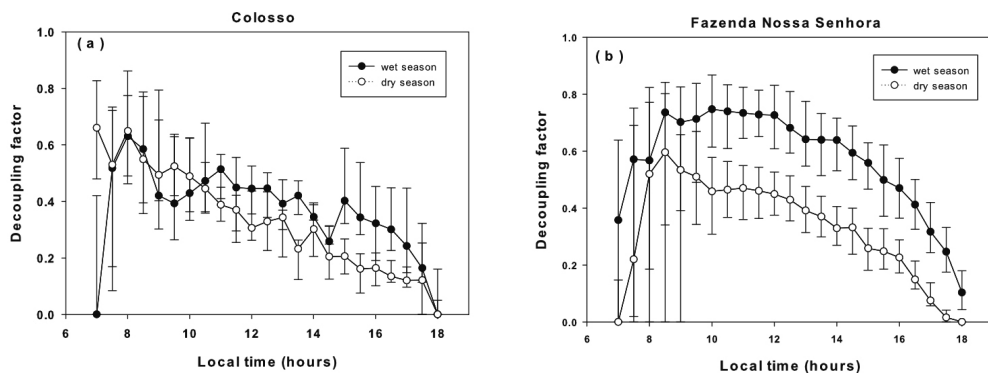 Colosso
( a )
wet season
dry season
Decoupling factor
1.0
0.8
0.6
0.4
0.2
0.0
6 8 10 12 14 16 18
Local time (hours)
Fazenda Nossa Senhora
( b )
wet season
dry season
Decoupling factor
1.0
0.8
0.6
0.4
0.2
0.0
6 8 10 12 14 16 18
Local time (hours)